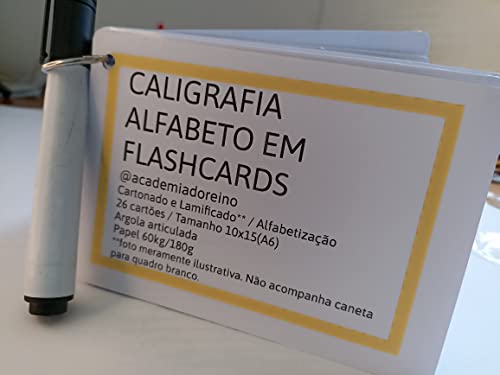 CALIGRAFIA
ALFABETO EM
FLASHCARDS
@academiadoreino
Cartonado e Lamificado** / Alfabetização
26 cartões / Tamanho 10x15(A6)
Argola articulada
Papel 60kg/180g
**foto meramente ilustrativa. Não acompanha caneta
para quadro branco.